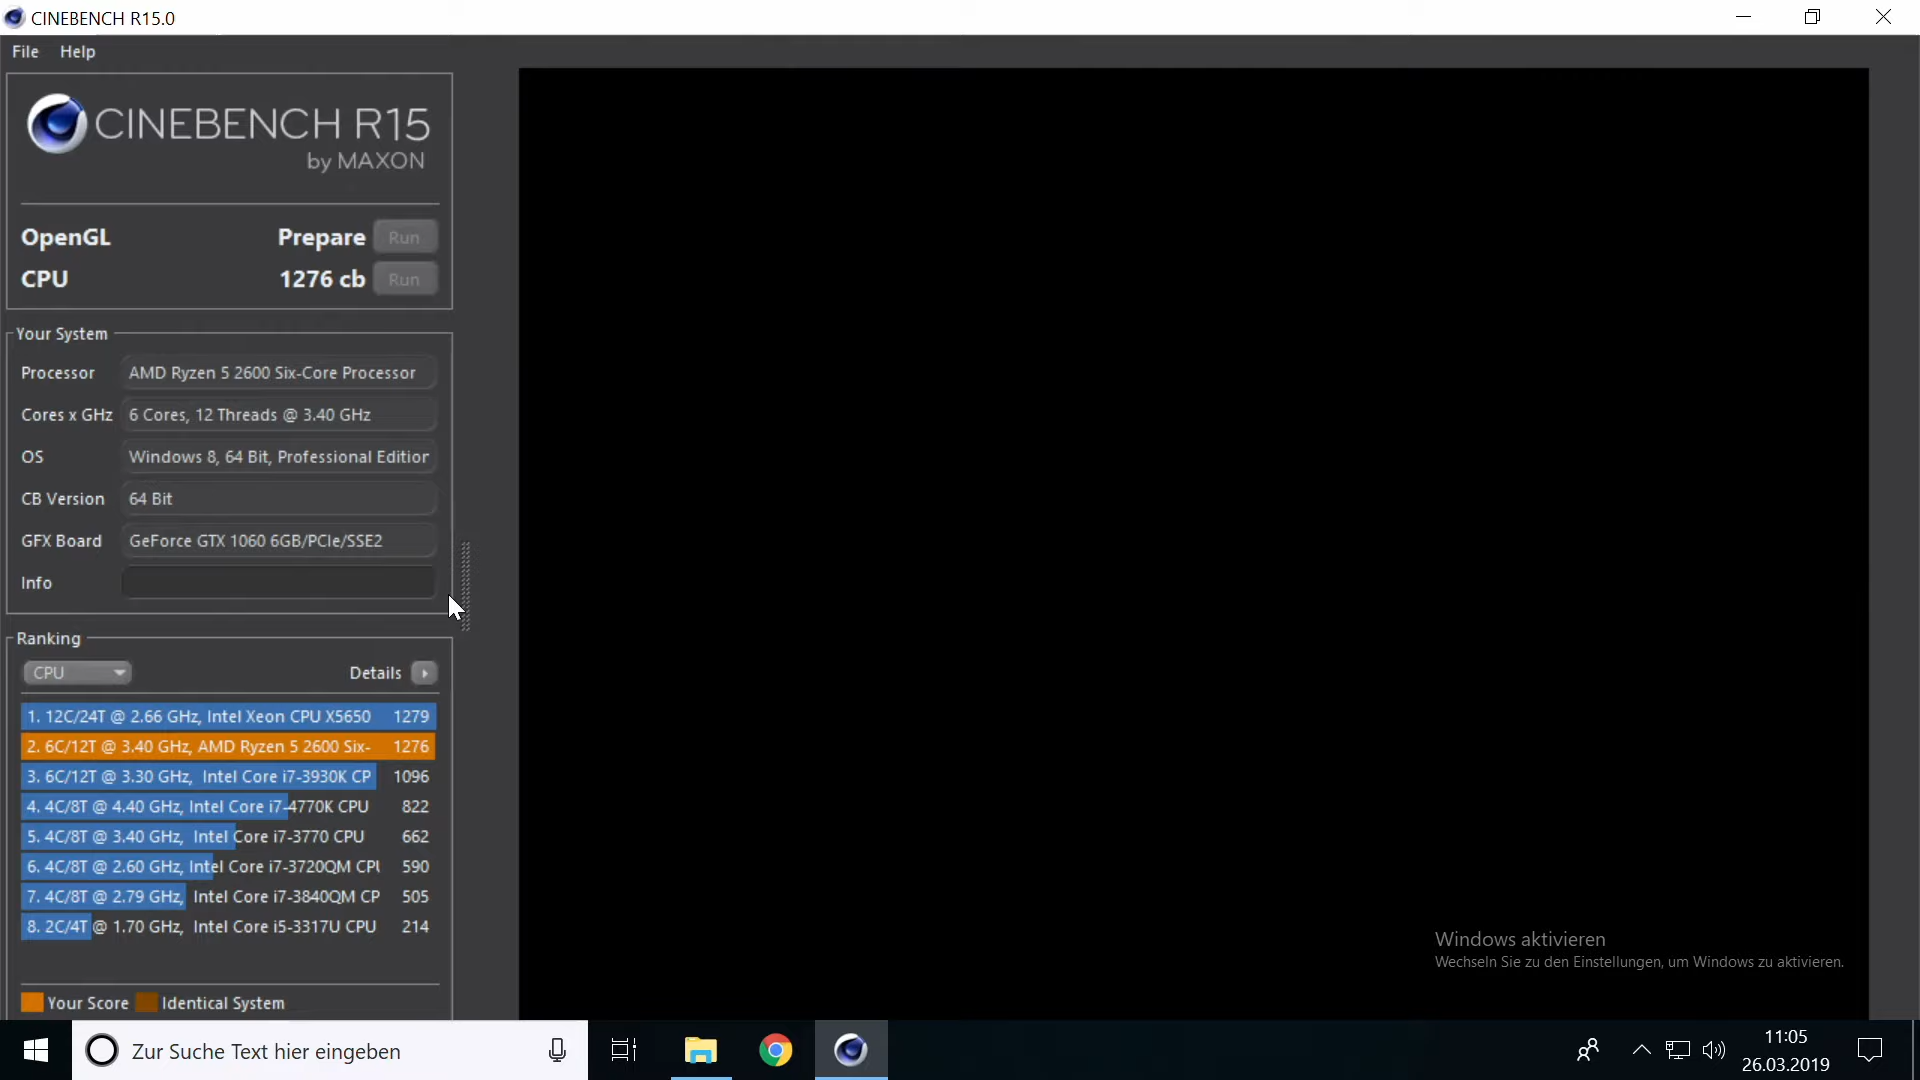 CINEBENCH R15.0
File Help
CINEBENCH R15
by MAXON
OpenGL Prepare Run
CPU 1276 cb Run
Your System
Processor AMD Ryzen 5 2600 Six-Core Processor
Cores x GHz 6 Cores, 12 Threads @ 3.40 GHz
OS Windows 8, 64 Bit, Professional Editior
CB Version 64 Bit
GFX Board GeForce GTX 1060 6GB/PCIe/SSE2
Info
Ranking
CPU Details
1. 12C/24T @ 2.66 GHz, Intel Xeon CPU X5650 1279
2. 6C/12T @ 3.40 GHz, AMD Ryzen 5 2600 Six- 1276
3. 6C/12T @ 3.30 GHz, Intel Core i7-3930K CP 1096
4. 4C/8T @ 4.40 GHz, Intel Core i7-4770K CPU 822
5. 4C/8T @ 3.40 GHz, Intel Core i7-3770 CPU 662
6. 4C/8T @ 2.60 GHz, Intel Core i7-3720QM CPU 590
7. 4C/8T @ 2.79 GHz, Intel Core i7-3840QM CP 505
8. 2C/4T @ 1.70 GHz, Intel Core i5-3317U CPU 214
Your Score Identical System
Windows aktivieren
Wechseln Sie zu den Einstellungen, um Windows zu aktivieren.
Zur Suche Text hier eingeben
11:05
26.03.2019